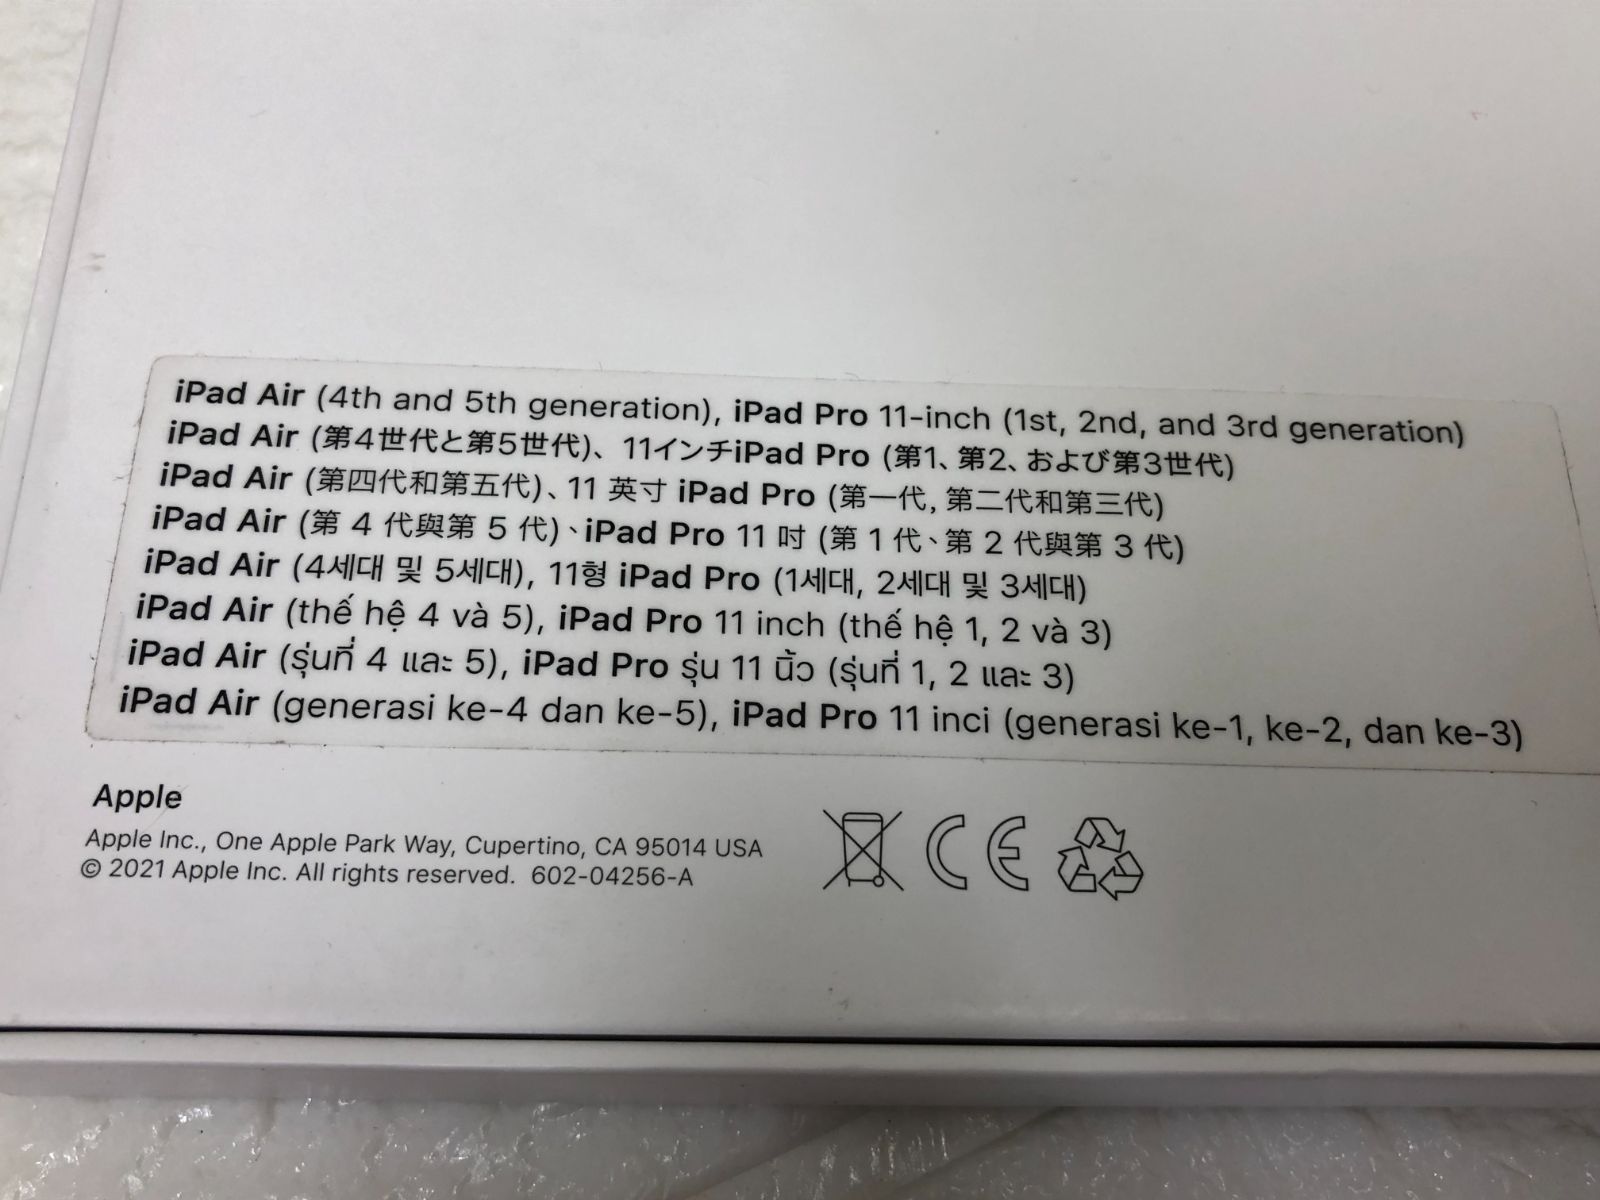 iPad Air (4th and 5th generation), iPad Pro 11-inch (1st, 2nd, and 3rd generation)
iPad Air (第4世代と第5世代)、11インチiPad Pro (第1、第2、および第3世代)
iPad Air (第四代和第五代)、11 英寸 iPad Pro (第一代, 第二代和第三代)
iPad Air (第 4 代與第 5 代)、iPad Pro 11 吋 (第 1 代、第 2 代與第 3 代)
iPad Air (4세대 및 5세대), 11형 iPad Pro (1세대, 2세대 및 3세대)
iPad Air (thế hệ 4 và 5), iPad Pro 11 inch (thế hệ 1, 2 và 3)
iPad Air (รุ่นที่ 4 และ 5), iPad Pro รุ่น 11 นิ้ว (รุ่นที่ 1, 2 และ 3)
iPad Air (generasi ke-4 dan ke-5), iPad Pro 11 inci (generasi ke-1, ke-2, dan ke-3)
Apple
Apple Inc., One Apple Park Way, Cupertino, CA 95014 USA
© 2021 Apple Inc. All rights reserved. 602-04256-A
CE